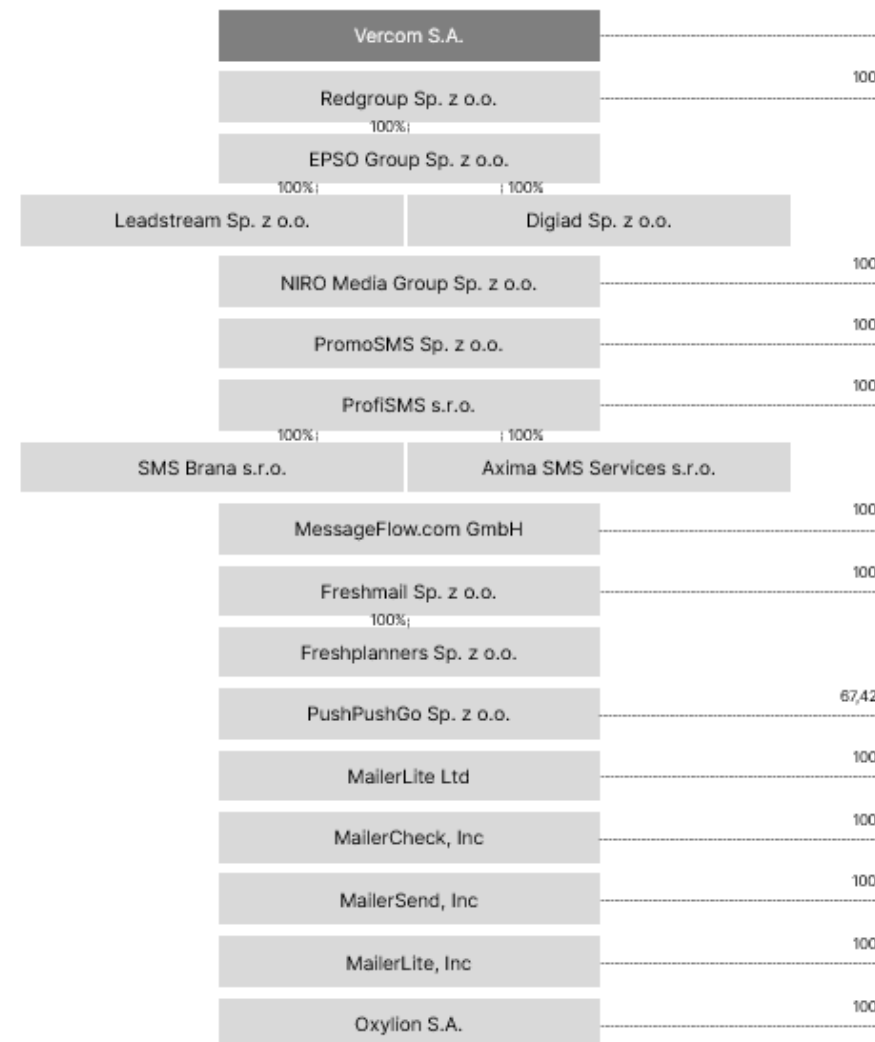 Vercom S.A.
100
Redgroup Sp. z o.o.
100%
EPSO Group Sp. z o.o.
100% 100%
Leadstream Sp. z o.o. Digiad Sp. z o.o.
100
NIRO Media Group Sp. z o.o.
100
PromoSMS Sp. z o.o.
100
ProfiSMS s.r.o.
100% 100%
SMS Brana s.r.o. Axima SMS Services s.r.o.
100
MessageFlow.com GmbH
100
Freshmail Sp. z o.o.
100%
Freshplanners Sp. z o.o.
67,42
PushPushGo Sp. z o.o.
100
MailerLite Ltd
100
MailerCheck, Inc
100
MailerSend, Inc
100
MailerLite, Inc
100
Oxylion S.A.